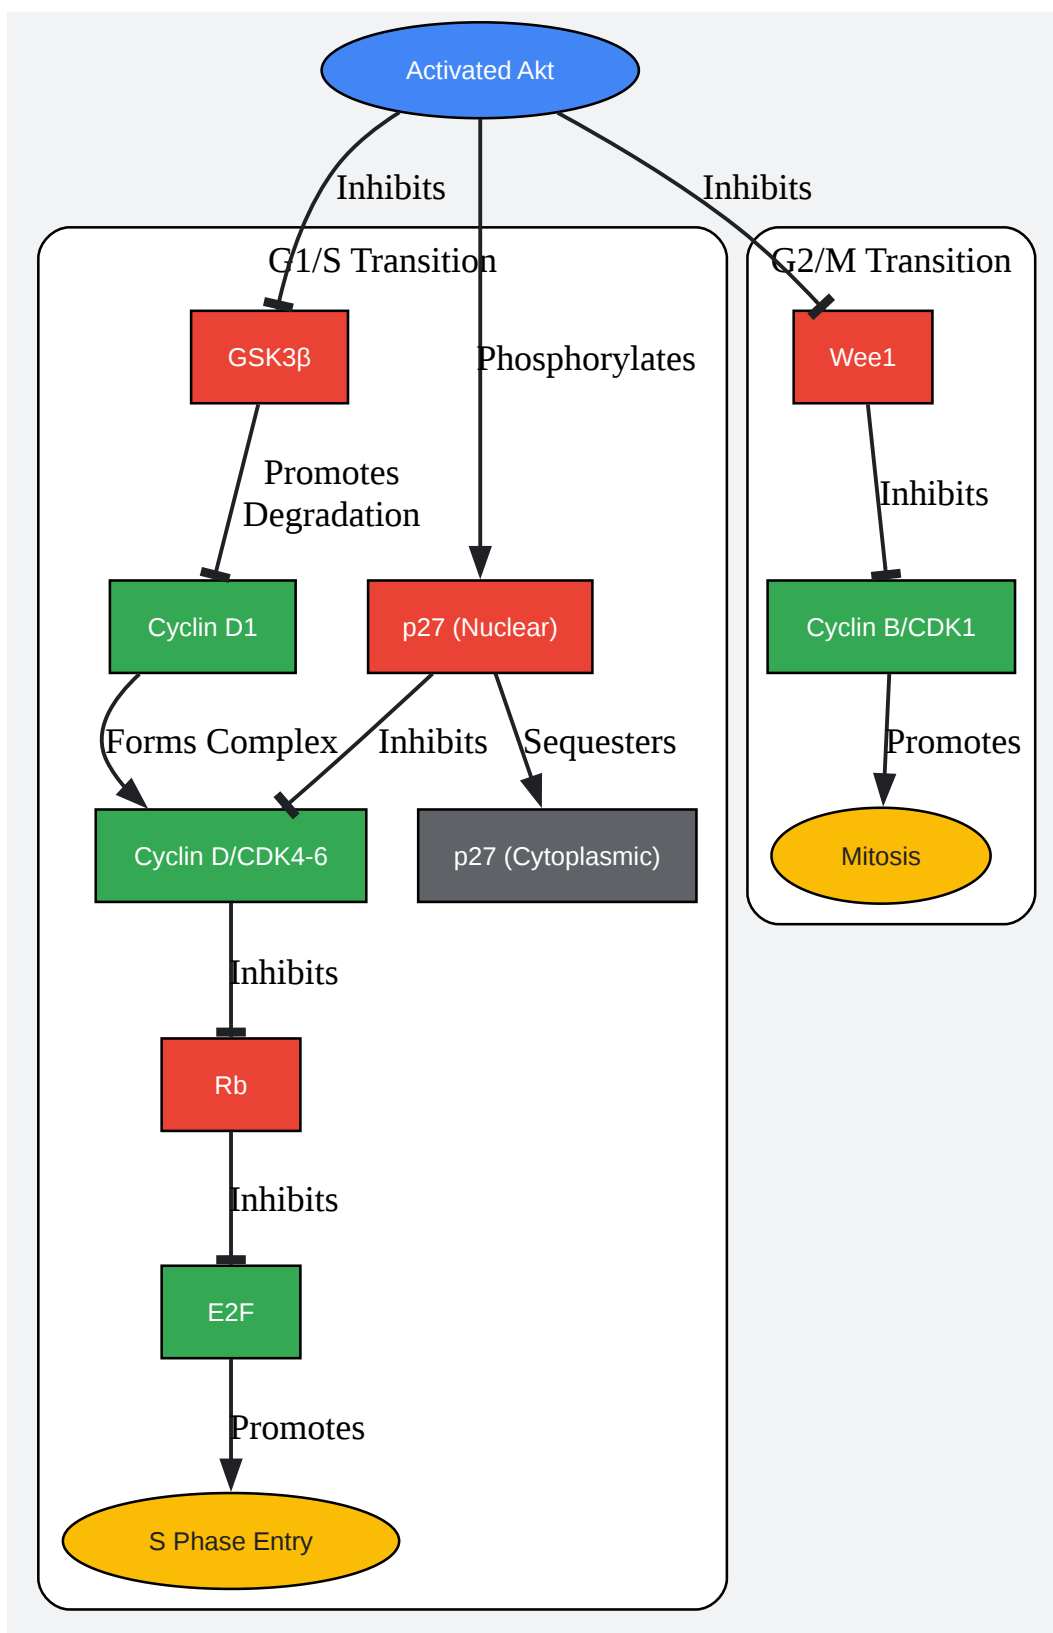 Activated Akt
Inhibits
Inhibits
G1/S Transition
G2/M Transition
GSK3β
Phosphorylates
Wee1
Promotes
Degradation
Inhibits
Cyclin D1
p27 (Nuclear)
Cyclin B/CDK1
Forms Complex
Inhibits
Sequesters
Promotes
Cyclin D/CDK4-6
p27 (Cytoplasmic)
Mitosis
Inhibits
Rb
Inhibits
E2F
Promotes
S Phase Entry